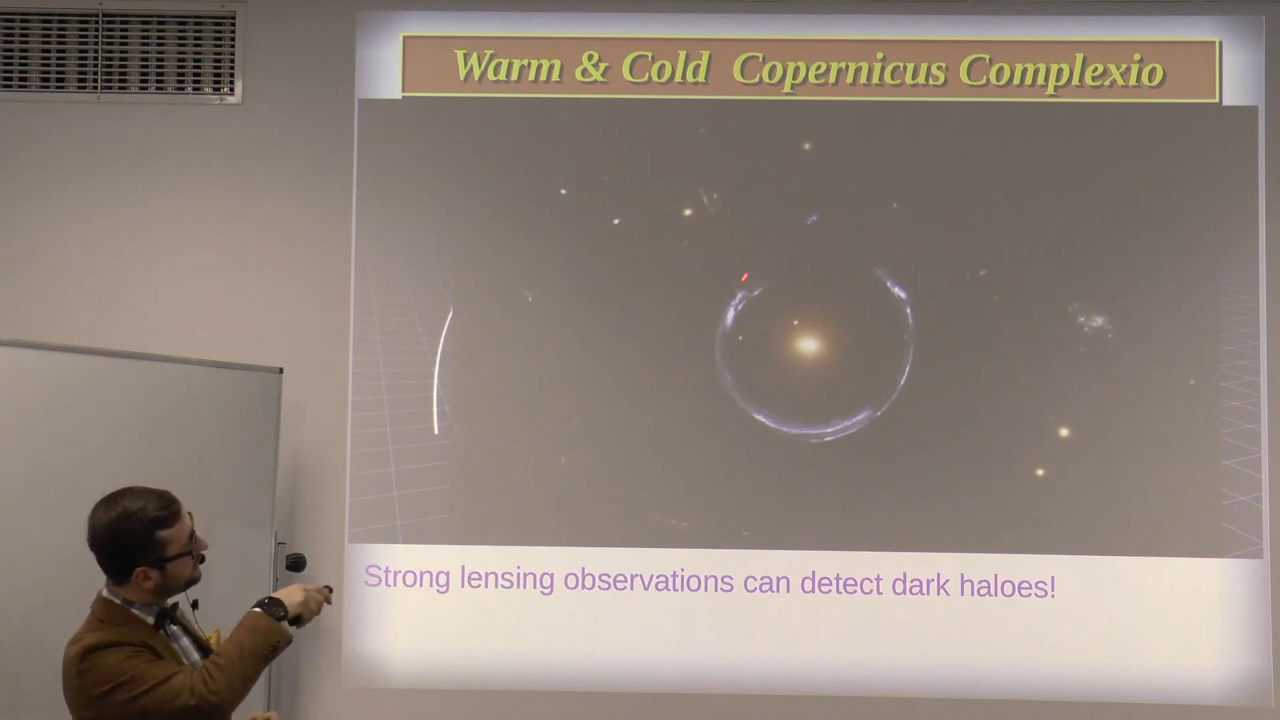 Warm & Cold Copernicus Complexio
Strong lensing observations can detect dark haloes!